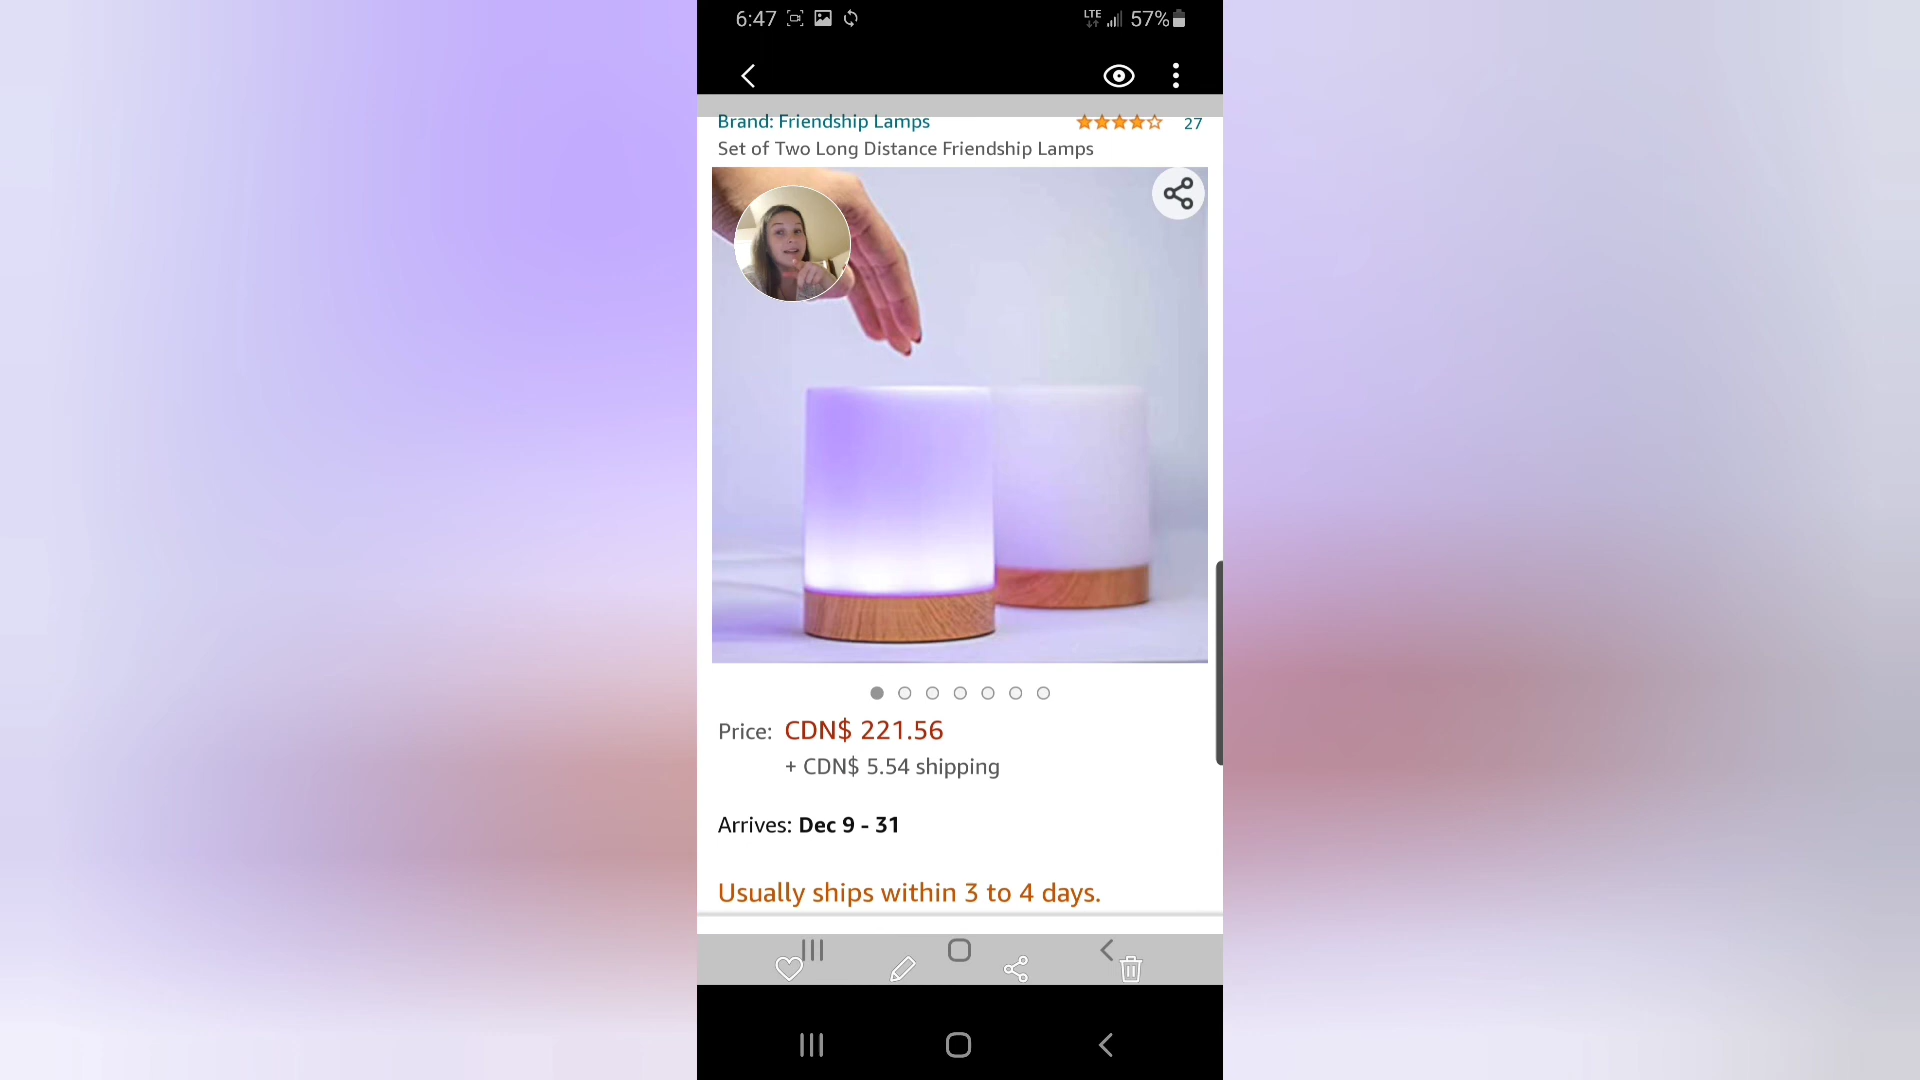 6:47 LTE 57%
Brand: Friendship Lamps 27
Set of Two Long Distance Friendship Lamps
Price: CDN$ 221.56
+ CDN$ 5.54 shipping
Arrives: Dec 9 - 31
Usually ships within 3 to 4 days.